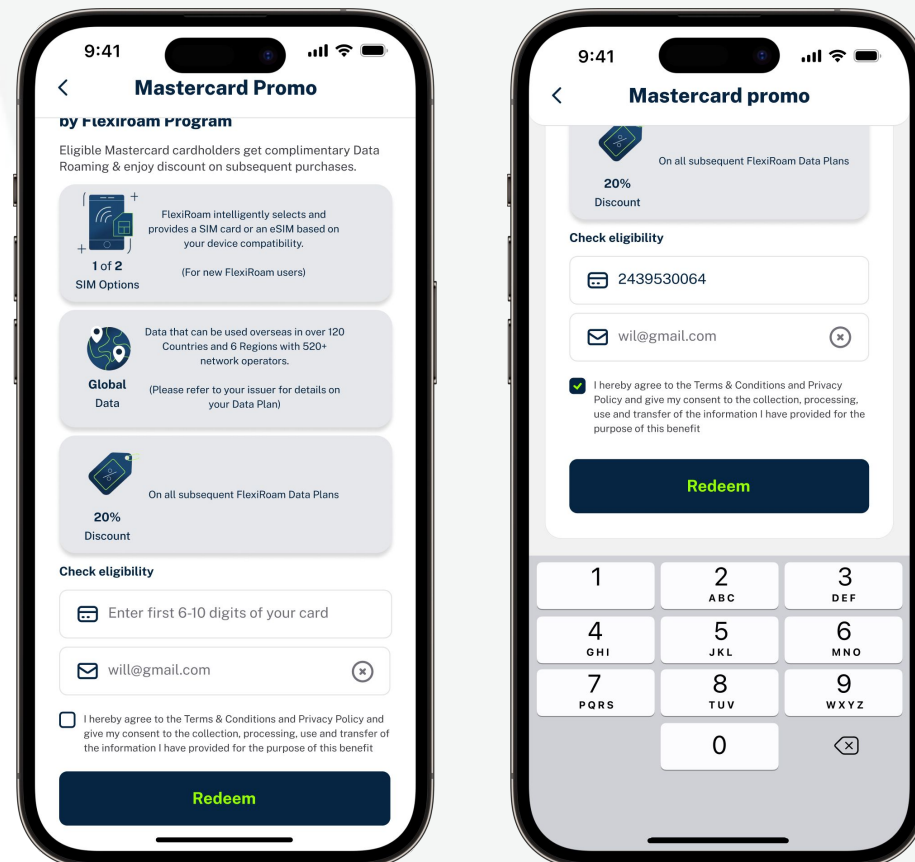 9:41
Mastercard Promo
by Flexiroam Program
Eligible Mastercard cardholders get complimentary Data
Roaming & enjoy discount on subsequent purchases.
FlexiRoam intelligently selects and
provides a SIM card or an eSIM based on
your device compatibility.
(For new FlexiRoam users)
1 of 2
SIM Options
Data that can be used overseas in over 120
Countries and 6 Regions with 520+
network operators.
(Please refer to your issuer for details on
your Data Plan)
Global
Data
On all subsequent FlexiRoam Data Plans
20%
Discount
Check eligibility
Enter first 6-10 digits of your card
will@gmail.com
I hereby agree to the Terms & Conditions and Privacy Policy and
give my consent to the collection, processing, use and transfer of
the information I have provided for the purpose of this benefit
Redeem
9:41
Mastercard promo
On all subsequent FlexiRoam Data Plans
20%
Discount
Check eligibility
2439530064
wil@gmail.com
I hereby agree to the Terms & Conditions and Privacy
Policy and give my consent to the collection, processing,
use and transfer of the information I have provided for the
purpose of this benefit
Redeem
1 2 3
ABC DEF
4 5 6
GHI JKL MNO
7 8 9
PQRS TUV WXYZ
0